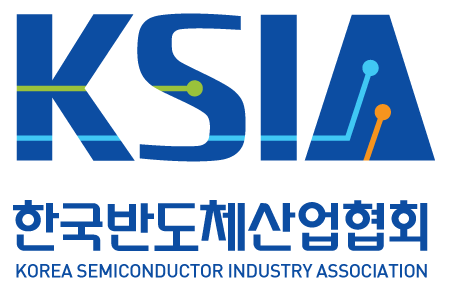 KSIA
한국반도체산업협회
KOREA SEMICONDUCTOR INDUSTRY ASSOCIATION